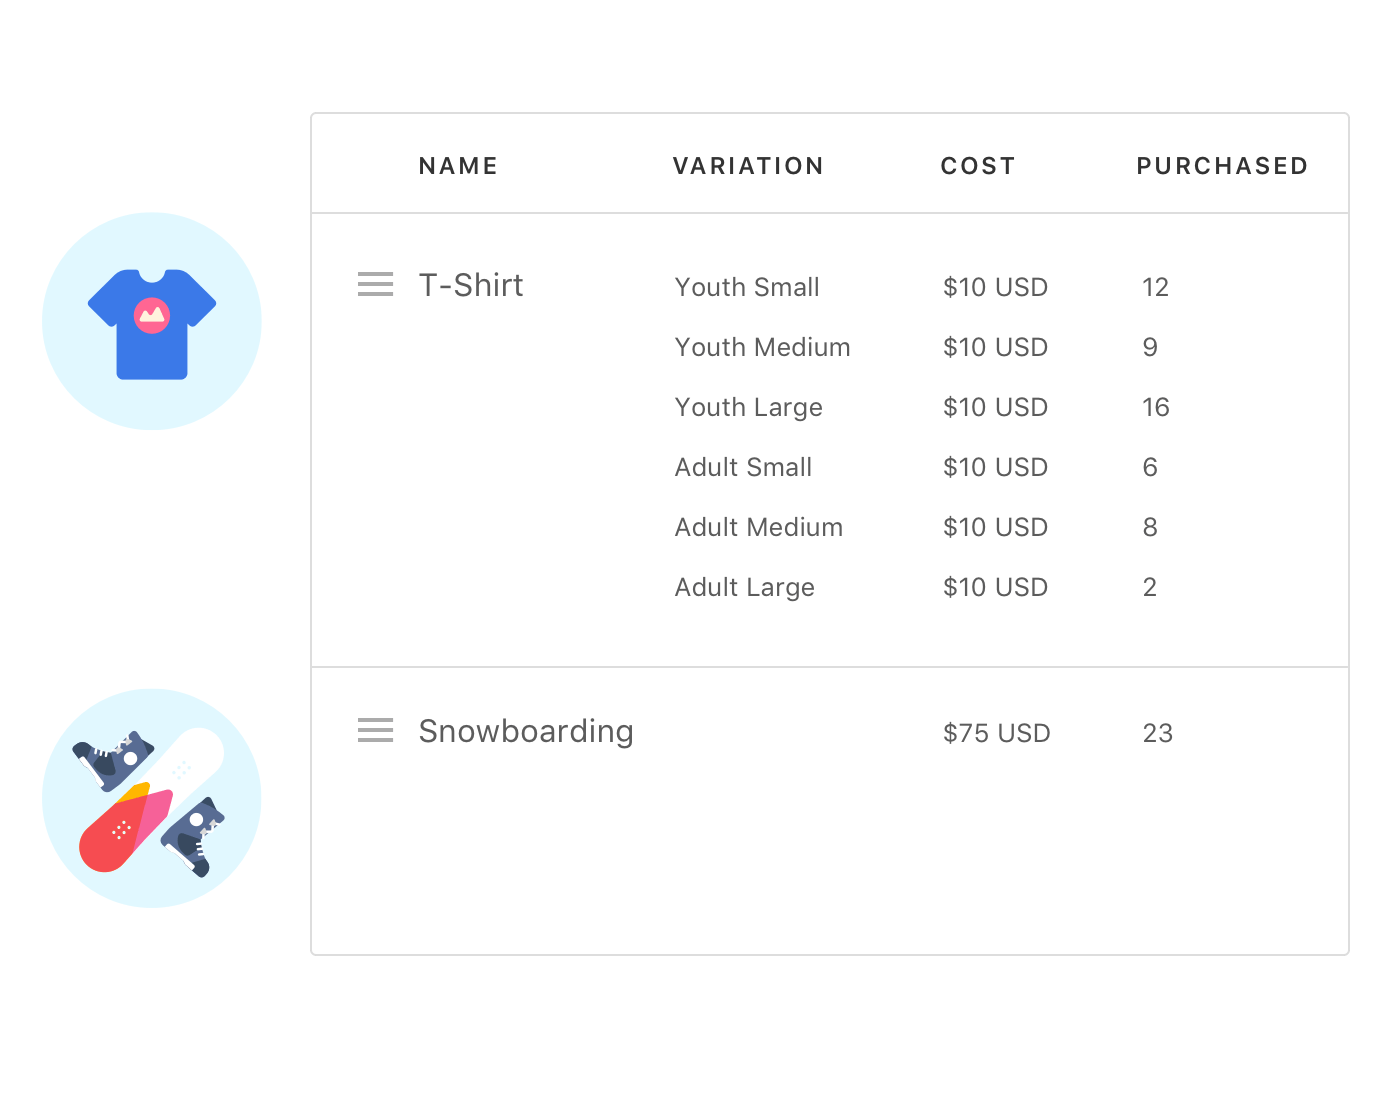 NAME VARIATION COST PURCHASED
T-Shirt Youth Small $10 USD 12
Youth Medium $10 USD 9
Youth Large $10 USD 16
Adult Small $10 USD 6
Adult Medium $10 USD 8
Adult Large $10 USD 2
Snowboarding $75 USD 23